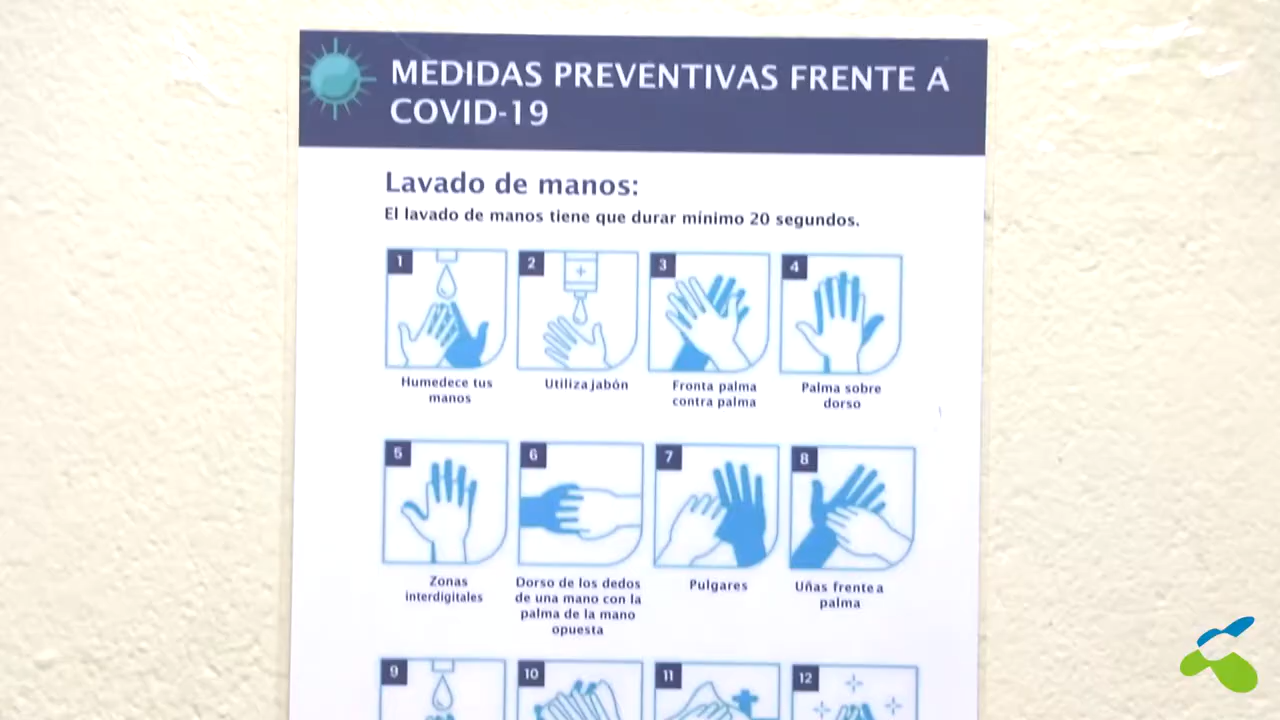 MEDIDAS PREVENTIVAS FRENTE A
COVID-19
Lavado de manos:
El lavado de manos tiene que durar mínimo 20 segundos.
1
2
3
4
Humedece tus
manos
Utiliza jabón
Fronta palma
contra palma
Palma sobre
dorso
5
6
7
8
Zonas
interdigitales
Dorso de los dedos
de una mano con la
palma de la mano
opuesta
Pulgares
Uñas frente a
palma
9
10
11
12